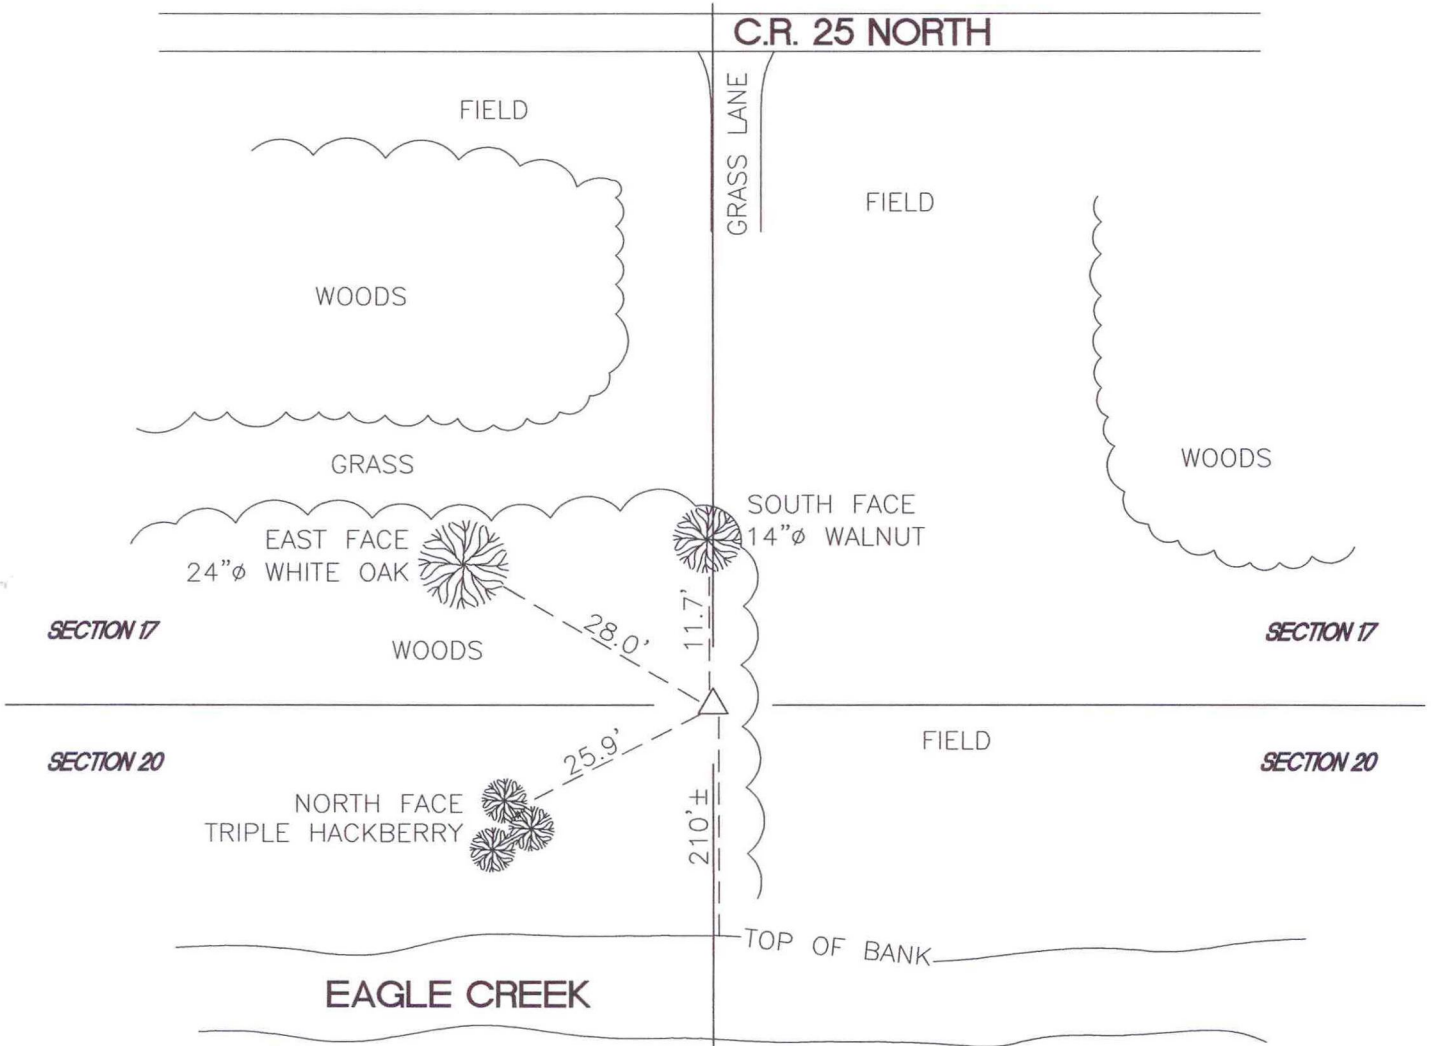 C.R. 25 NORTH
FIELD
GRASS LANE
FIELD
WOODS
GRASS
WOODS
SOUTH FACE
14"ø WALNUT
EAST FACE
24"ø WHITE OAK
28.0'
11.7'
SECTION 17
SECTION 17
WOODS
FIELD
SECTION 20
SECTION 20
25.9'
NORTH FACE
TRIPLE HACKBERRY
210'±
TOP OF BANK
EAGLE CREEK